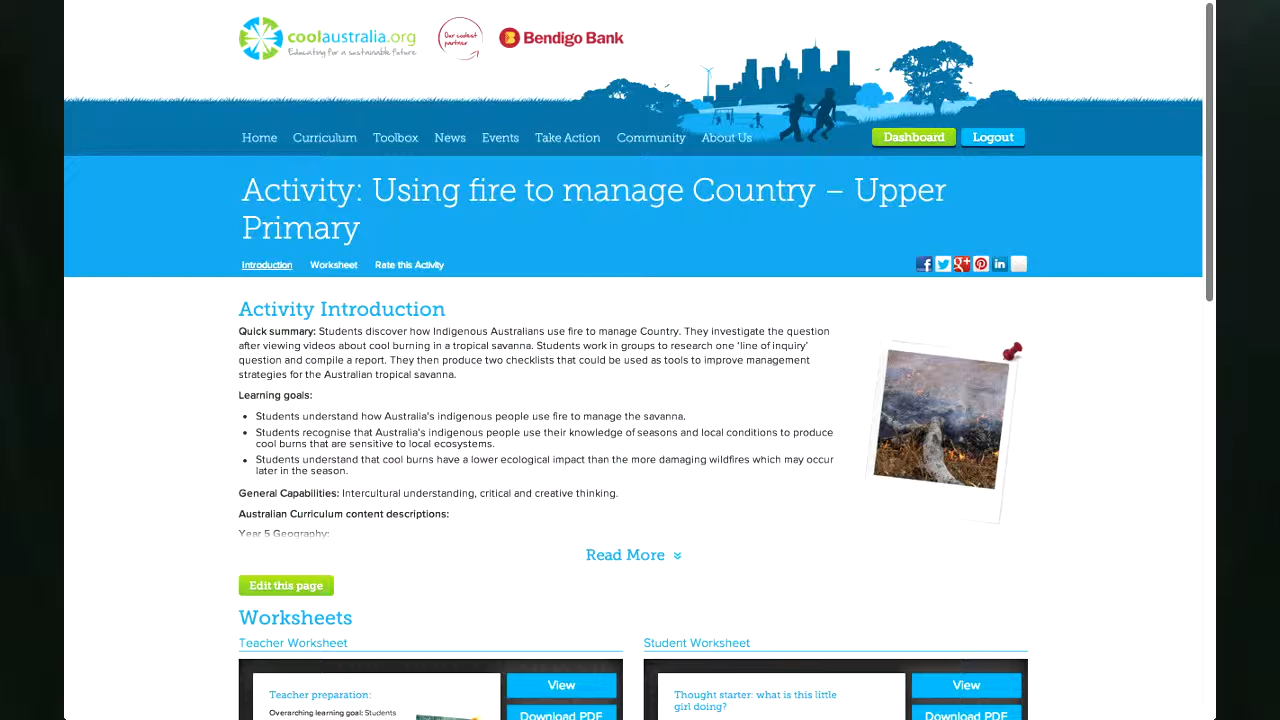 coolaustralia.org
Educating for a sustainable future
Our coolest
partner
Bendigo Bank
Home Curriculum Toolbox News Events Take Action Community About Us Dashboard Logout
Activity: Using fire to manage Country – Upper
Primary
Introduction Worksheet Rate this Activity
Activity Introduction
Quick summary: Students discover how Indigenous Australians use fire to manage Country. They investigate the question
after viewing videos about cool burning in a tropical savanna. Students work in groups to research one 'line of inquiry'
question and compile a report. They then produce two checklists that could be used as tools to improve management
strategies for the Australian tropical savanna.
Learning goals:
• Students understand how Australia's indigenous people use fire to manage the savanna.
• Students recognise that Australia's indigenous people use their knowledge of seasons and local conditions to produce
cool burns that are sensitive to local ecosystems.
• Students understand that cool burns have a lower ecological impact than the more damaging wildfires which may occur
later in the season.
General Capabilities: Intercultural understanding, critical and creative thinking.
Australian Curriculum content descriptions:
Year 5 Geography:
Read More
Edit this page
Worksheets
Teacher Worksheet
Student Worksheet
Teacher preparation:
Overarching learning goal: Students
View
Download PDF
Thought starter: what is this little
girl doing?
View
Download PDF